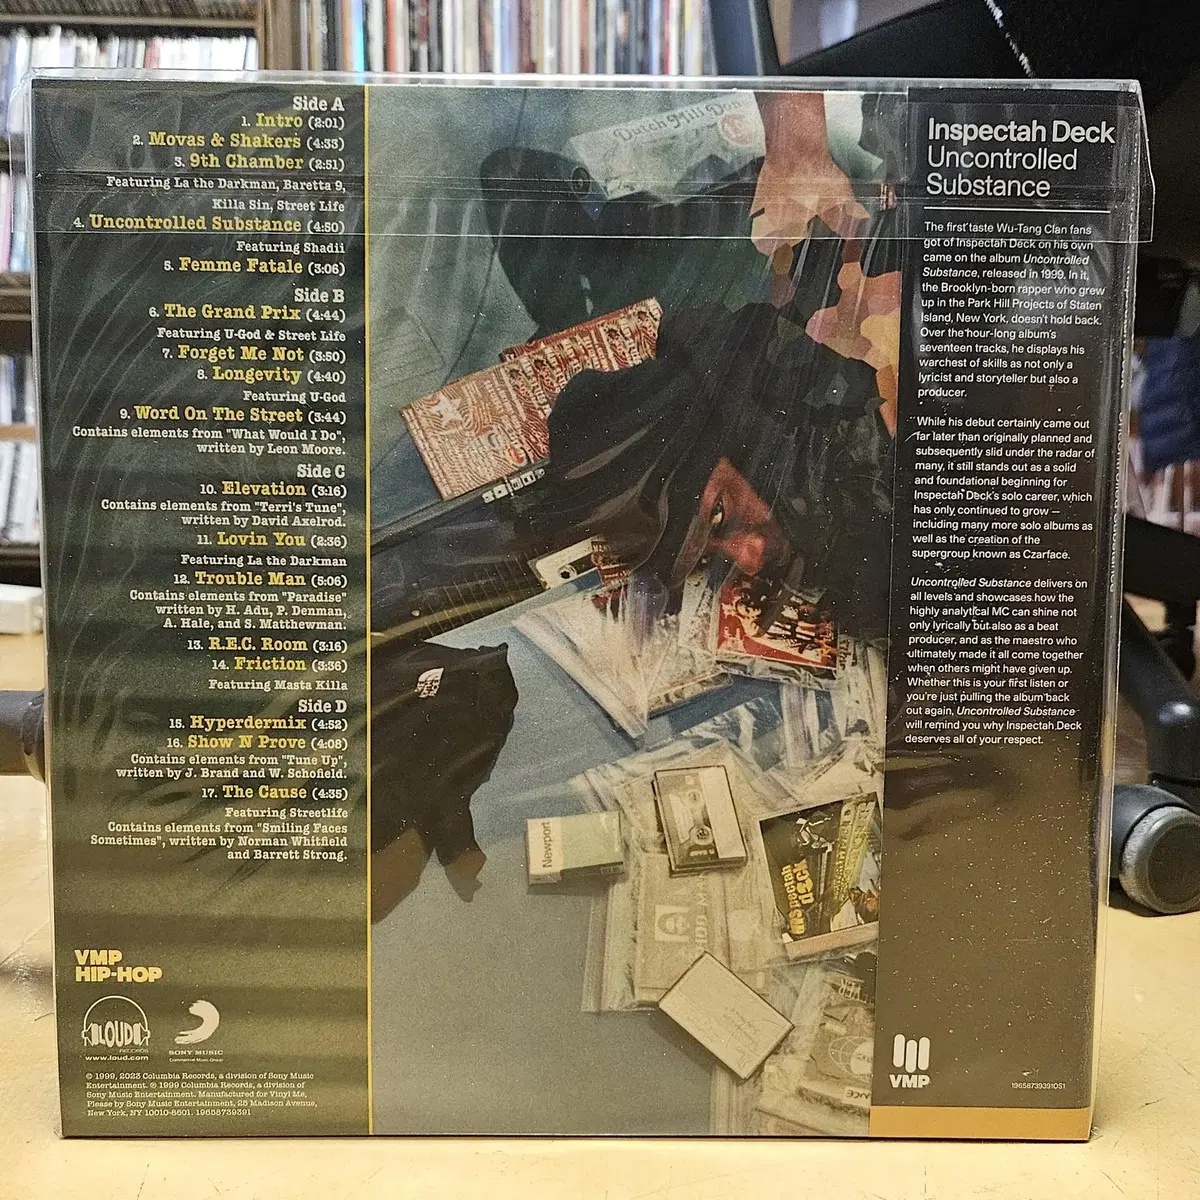 Side A
1. Intro (2:01)
2. Movas & Shakers (4:33)
3. 9th Chamber (2:51)
Featuring La the Darkman, Baretta 9,
Killa Sin, Street Life
4. Uncontrolled Substance (4:50)
Featuring Shadii
5. Femme Fatale (3:06)
Side B
6. The Grand Prix (4:44)
Featuring U-God & Street Life
7. Forget Me Not (3:50)
8. Longevity (4:40)
Featuring U-God
9. Word On The Street (3:44)
Contains elements from "What Would I Do",
written by Leon Moore.
Side C
10. Elevation (3:16)
Contains elements from "Terri's Tune",
written by David Axelrod.
11. Lovin You (2:36)
Featuring La the Darkman
12. Trouble Man (5:06)
Contains elements from "Paradise"
written by H. Adu, P. Denman,
A. Hale, and S. Matthewman.
13. R.E.C. Room (3:16)
14. Friction (3:36)
Featuring Masta Killa
Side D
15. Hyperdermix (4:52)
16. Show N Prove (4:08)
Contains elements from "Tune Up",
written by J. Brand and W. Schofield.
17. The Cause (4:35)
Featuring Streetlife
Contains elements from "Smiling Faces
Sometimes", written by Norman Whitfield
and Barrett Strong.
VMP
HIP-HOP
LOUD
RECORDS
www.loud.com
SONY MUSIC
Commercial Music Group
© 1999, 2023 Columbia Records, a division of Sony Music
Entertainment. ℗ 1999 Columbia Records, a division of
Sony Music Entertainment. Manufactured for Vinyl Me,
Please by Sony Music Entertainment, 25 Madison Avenue,
New York, NY 10010-8601. 19658739391
Dutch Mill Don
Newport
Inspectah
Deck
Inspectah Deck
Uncontrolled
Substance
The first taste Wu-Tang Clan fans
got of Inspectah Deck on his own
came on the album Uncontrolled
Substance, released in 1999. In it,
the Brooklyn-born rapper who grew
up in the Park Hill Projects of Staten
Island, New York, doesn't hold back.
Over the hour-long album's
seventeen tracks, he displays his
warchest of skills as not only a
lyricist and storyteller but also a
producer.
While his debut certainly came out
far later than originally planned and
subsequently slid under the radar of
many, it still stands out as a solid
and foundational beginning for
Inspectah Deck's solo career, which
has only continued to grow —
including many more solo albums as
well as the creation of the
supergroup known as Czarface.
Uncontrolled Substance delivers on
all levels and showcases how the
highly analytical MC can shine not
only lyrically but also as a beat
producer, and as the maestro who
ultimately made it all come together
when others might have given up.
Whether this is your first listen or
you're just pulling the album back
out again, Uncontrolled Substance
will remind you why Inspectah Deck
deserves all of your respect.
VMP
19658739391OS1